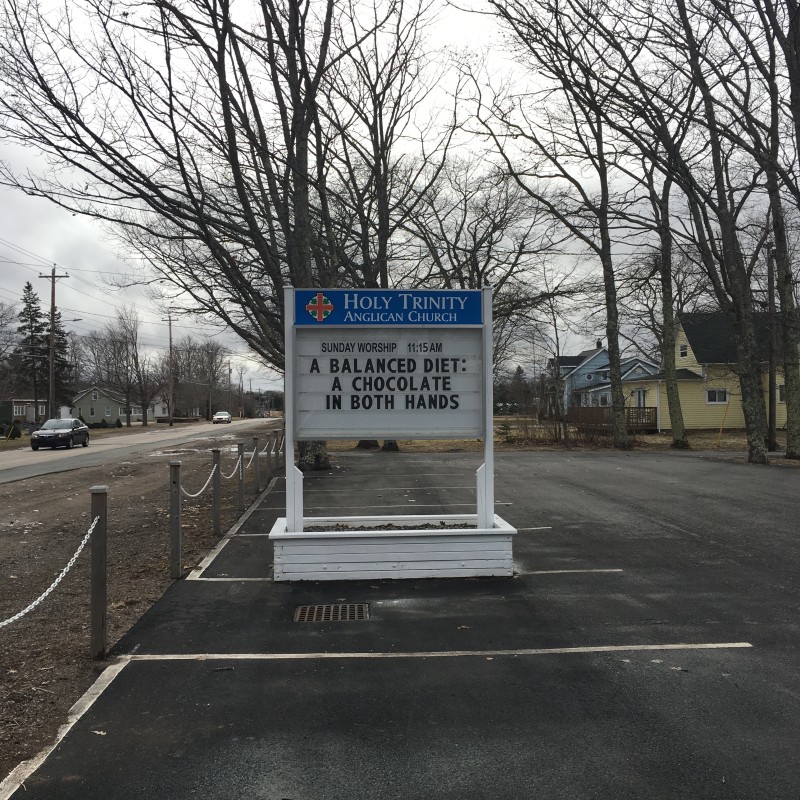 HOLY TRINITY
ANGLICAN CHURCH
SUNDAY WORSHIP 11:15 AM
A BALANCED DIET:
A CHOCOLATE
IN BOTH HANDS